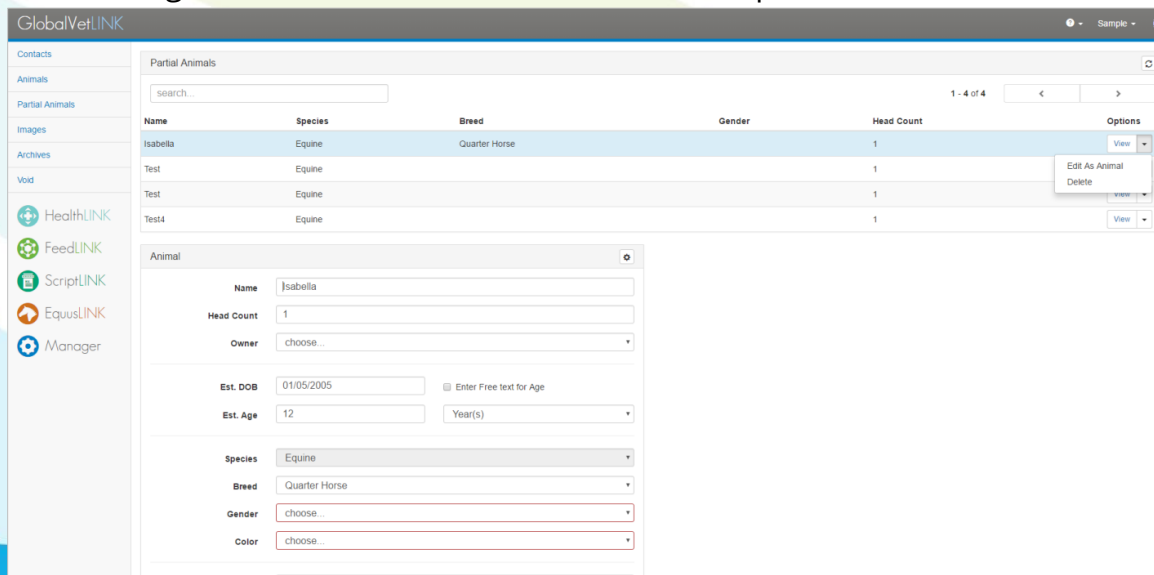 GlobalVetLINK
Sample
Contacts
Animals
Partial Animals
Images
Archives
Void
HealthLINK
FeedLINK
ScriptLINK
EquusLINK
Manager
Partial Animals
search...
1 - 4 of 4
Name Species Breed Gender Head Count Options
Isabella Equine Quarter Horse 1 View
Edit As Animal
Delete
Test Equine 1
Test Equine 1 View
Test4 Equine 1 View
Animal
Name Isabella
Head Count 1
Owner choose...
Est. DOB 01/05/2005 Enter Free text for Age
Est. Age 12 Year(s)
Species Equine
Breed Quarter Horse
Gender choose...
Color choose...